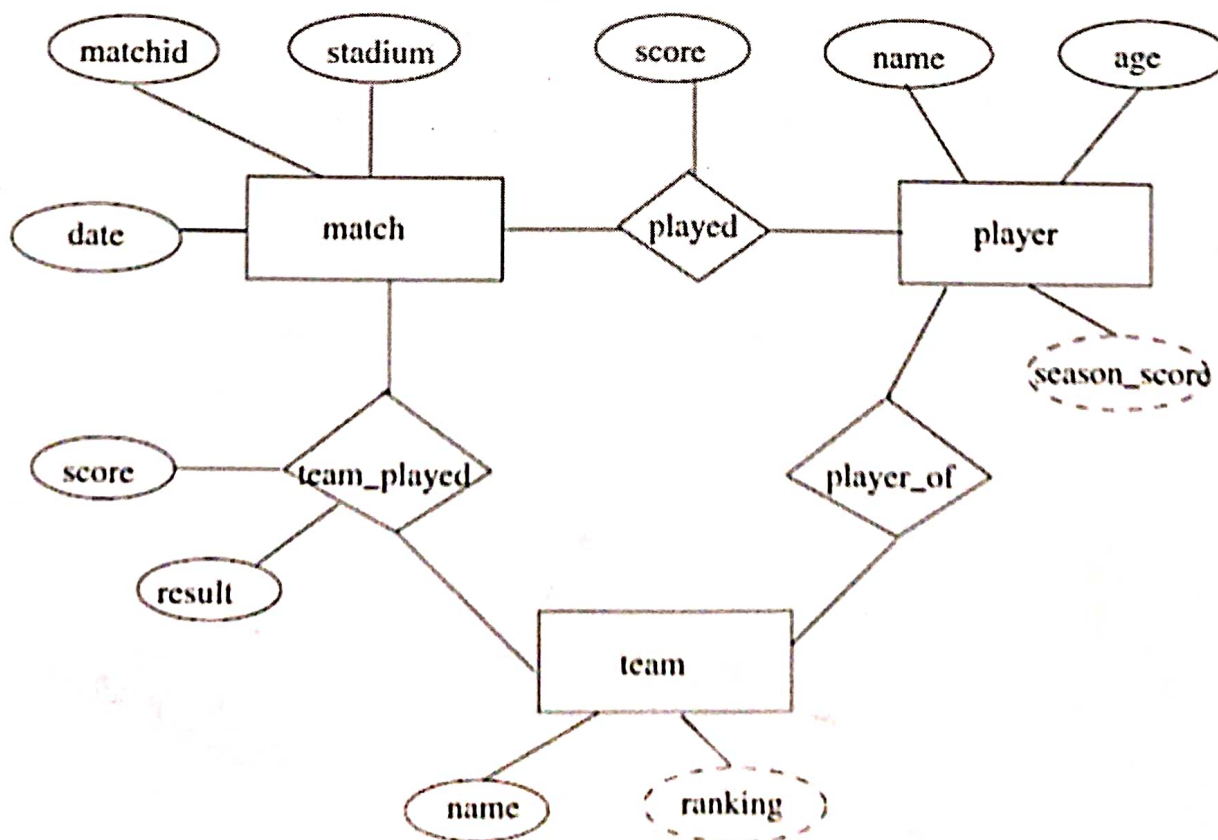 matchid
stadium
score
name
age
date
match
played
player
season_score
score
team_played
player_of
result
team
name
ranking